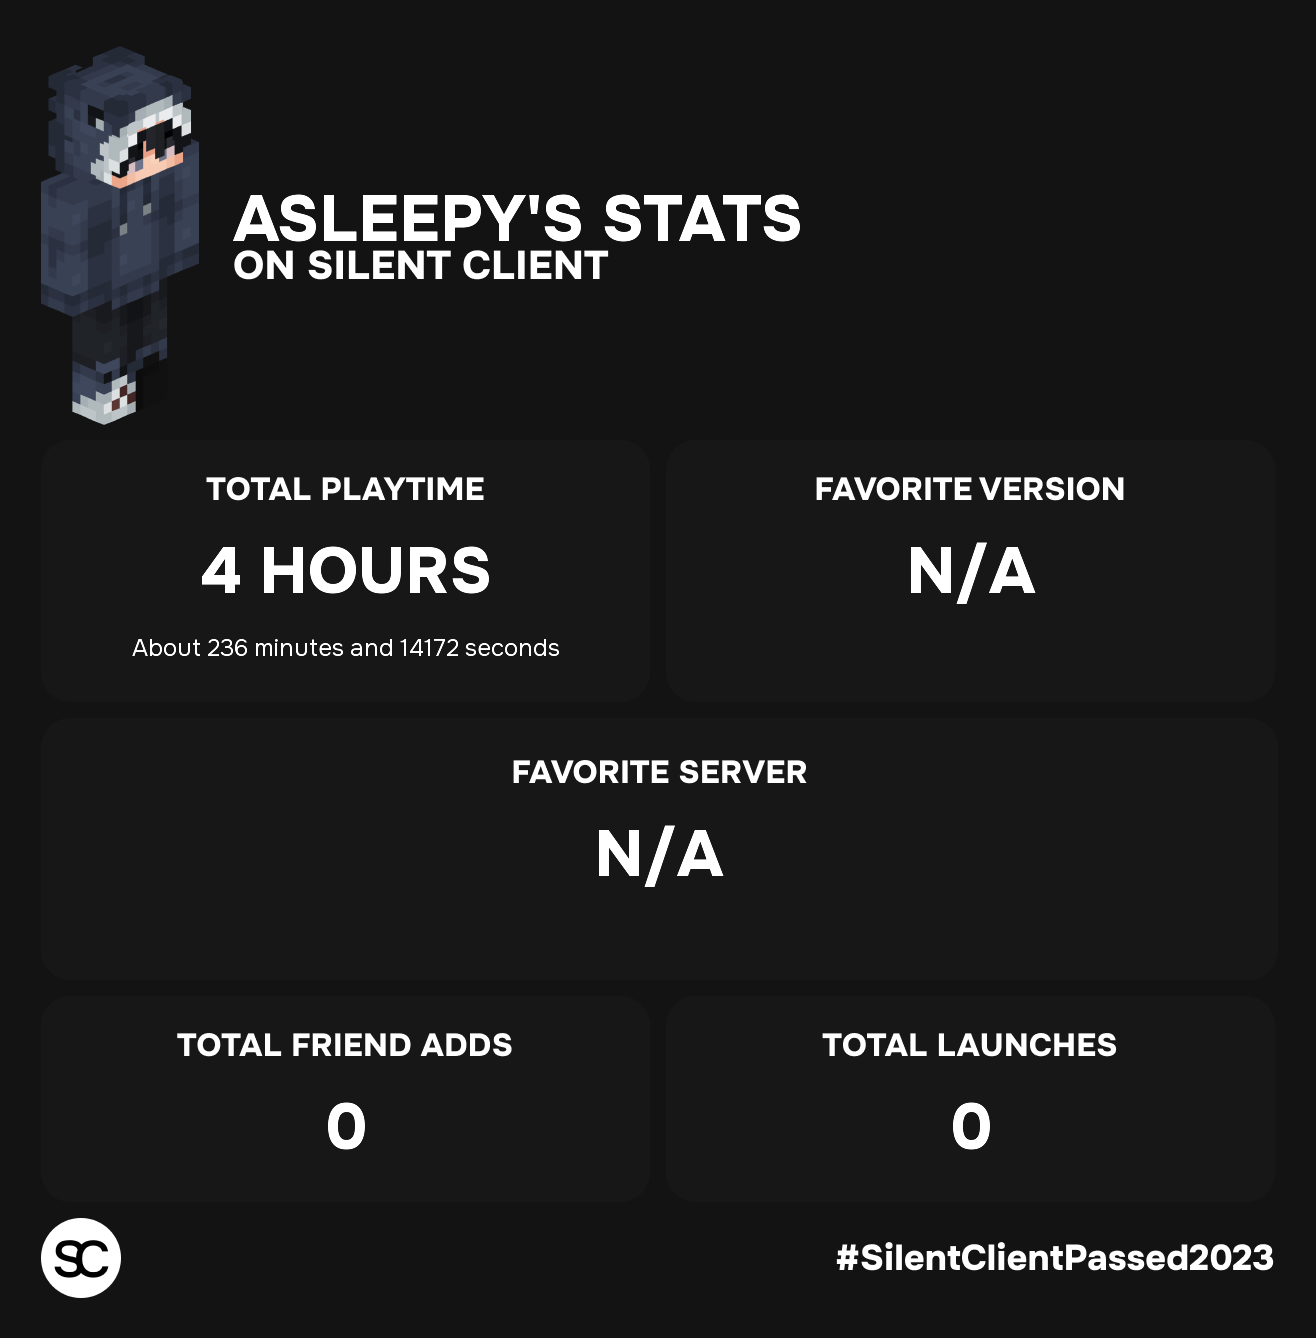 ASLEEPY'S STATS
ON SILENT CLIENT
TOTAL PLAYTIME
4 HOURS
About 236 minutes and 14172 seconds
FAVORITE VERSION
N/A
FAVORITE SERVER
N/A
TOTAL FRIEND ADDS
0
TOTAL LAUNCHES
0
SC
#SilentClientPassed2023